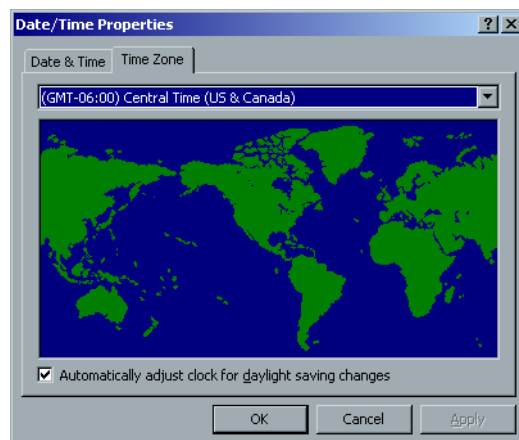 Date/Time Properties
Date & Time
Time Zone
(GMT-06:00) Central Time (US & Canada)
Automatically adjust clock for daylight saving changes
OK
Cancel
Apply